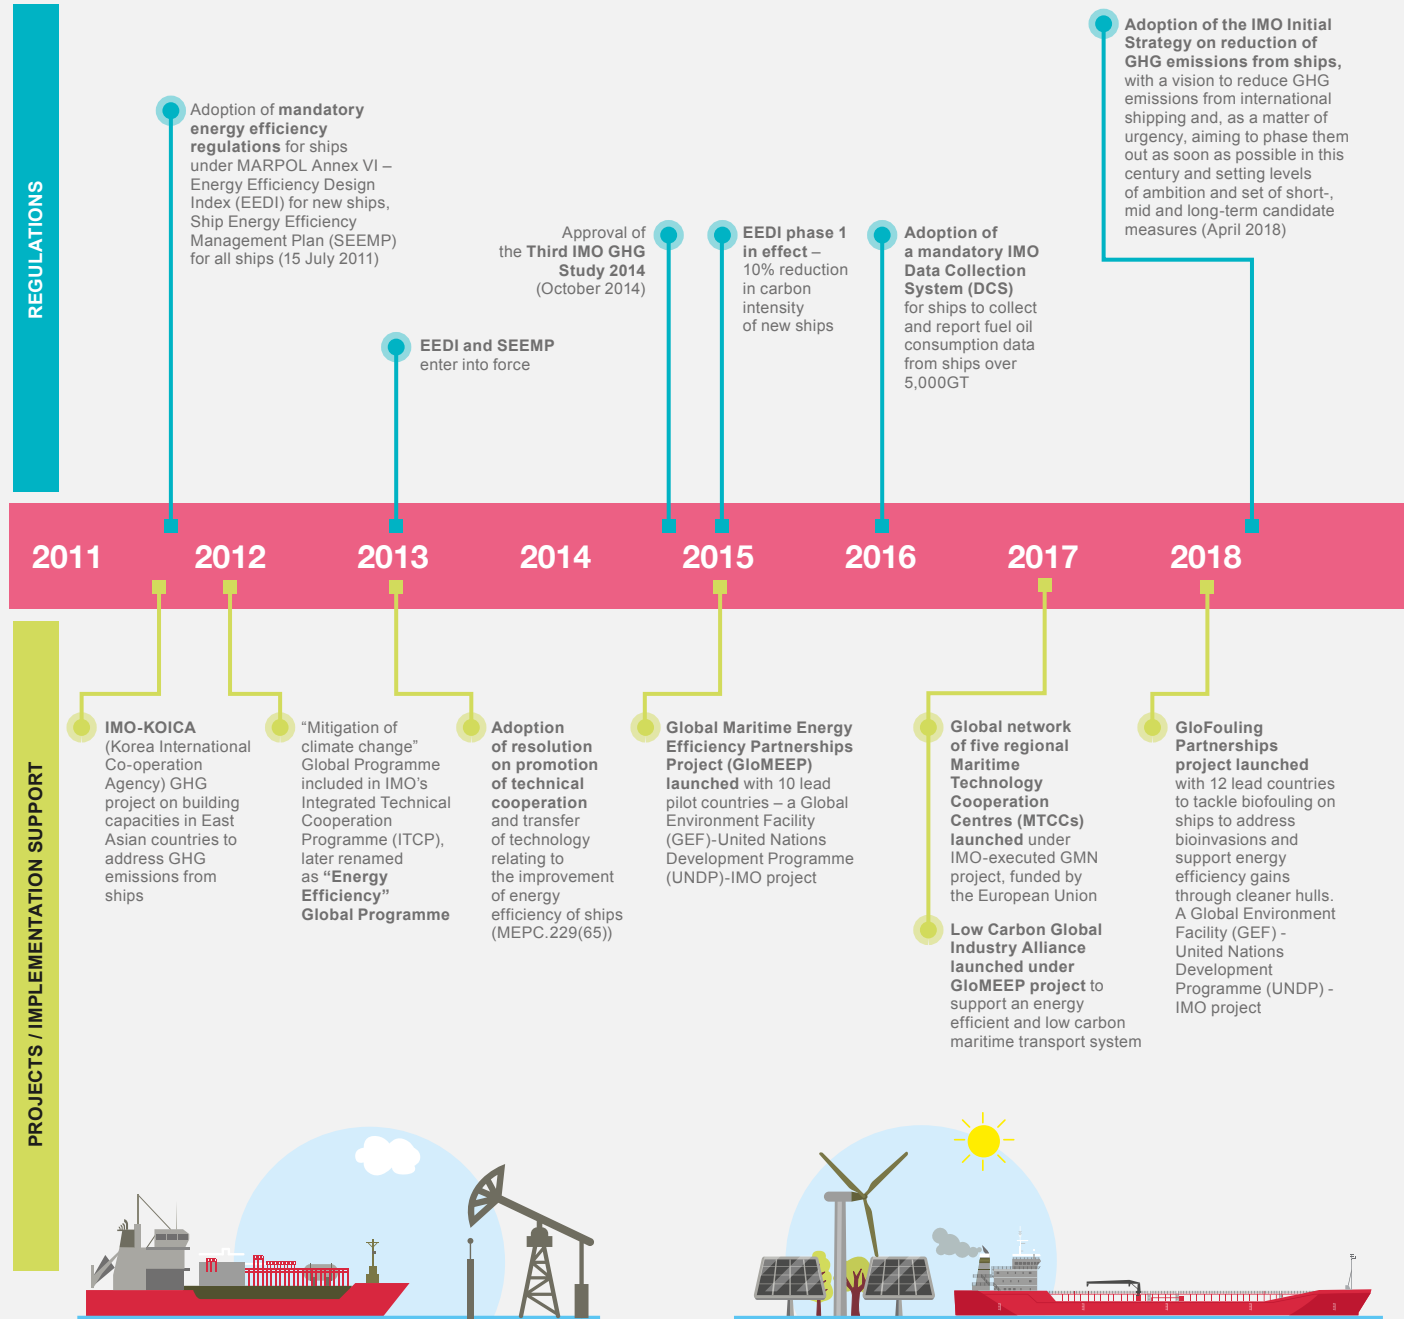 REGULATIONS
Adoption of mandatory
energy efficiency
regulations for ships
under MARPOL Annex VI –
Energy Efficiency Design
Index (EEDI) for new ships,
Ship Energy Efficiency
Management Plan (SEEMP)
for all ships (15 July 2011)
EEDI and SEEMP
enter into force
Approval of
the Third IMO GHG
Study 2014
(October 2014)
EEDI phase 1
in effect –
10% reduction
in carbon
intensity
of new ships
Adoption of
a mandatory IMO
Data Collection
System (DCS)
for ships to collect
and report fuel oil
consumption data
from ships over
5,000GT
Adoption of the IMO Initial
Strategy on reduction of
GHG emissions from ships,
with a vision to reduce GHG
emissions from international
shipping and, as a matter of
urgency, aiming to phase them
out as soon as possible in this
century and setting levels
of ambition and set of short-,
mid and long-term candidate
measures (April 2018)
2011 2012 2013 2014 2015 2016 2017 2018
PROJECTS / IMPLEMENTATION SUPPORT
IMO-KOICA
(Korea International
Co-operation
Agency) GHG
project on building
capacities in East
Asian countries to
address GHG
emissions from
ships
“Mitigation of
climate change”
Global Programme
included in IMO’s
Integrated Technical
Cooperation
Programme (ITCP),
later renamed
as “Energy
Efficiency”
Global Programme
Adoption
of resolution
on promotion
of technical
cooperation
and transfer
of technology
relating to
the improvement
of energy
efficiency of ships
(MEPC.229(65))
Global Maritime Energy
Efficiency Partnerships
Project (GloMEEP)
launched with 10 lead
pilot countries – a Global
Environment Facility
(GEF)-United Nations
Development Programme
(UNDP)-IMO project
Global network
of five regional
Maritime
Technology
Cooperation
Centres (MTCCs)
launched under
IMO-executed GMN
project, funded by
the European Union
Low Carbon Global
Industry Alliance
launched under
GloMEEP project to
support an energy
efficient and low carbon
maritime transport system
GloFouling
Partnerships
project launched
with 12 lead countries
to tackle biofouling on
ships to address
bioinvasions and
support energy
efficiency gains
through cleaner hulls.
A Global Environment
Facility (GEF) -
United Nations
Development
Programme (UNDP) -
IMO project